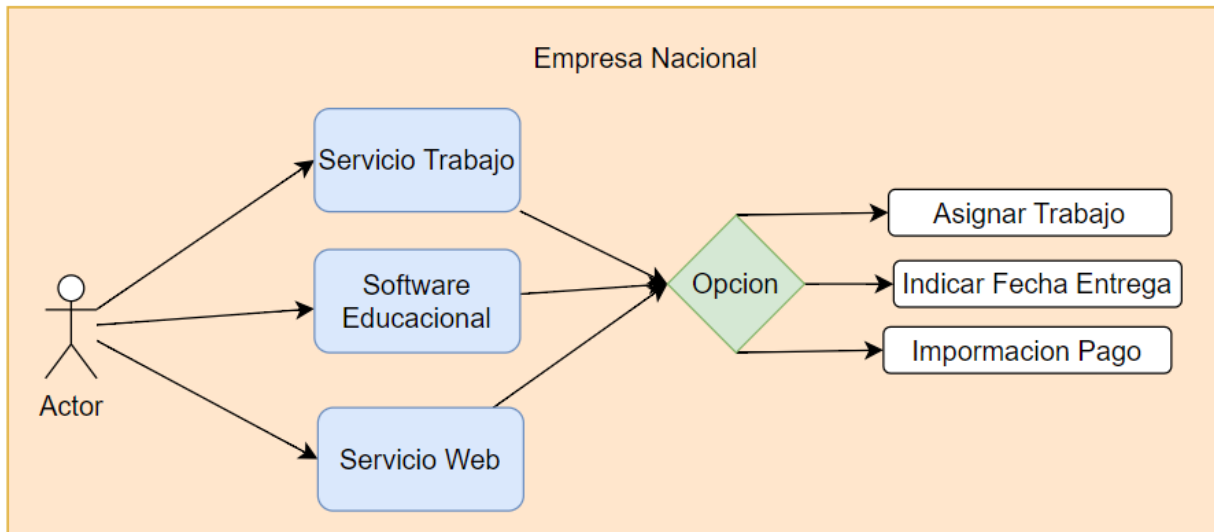 Empresa Nacional
Servicio Trabajo
Software
Educacional
Servicio Web
Actor
Opcion
Asignar Trabajo
Indicar Fecha Entrega
Impormacion Pago